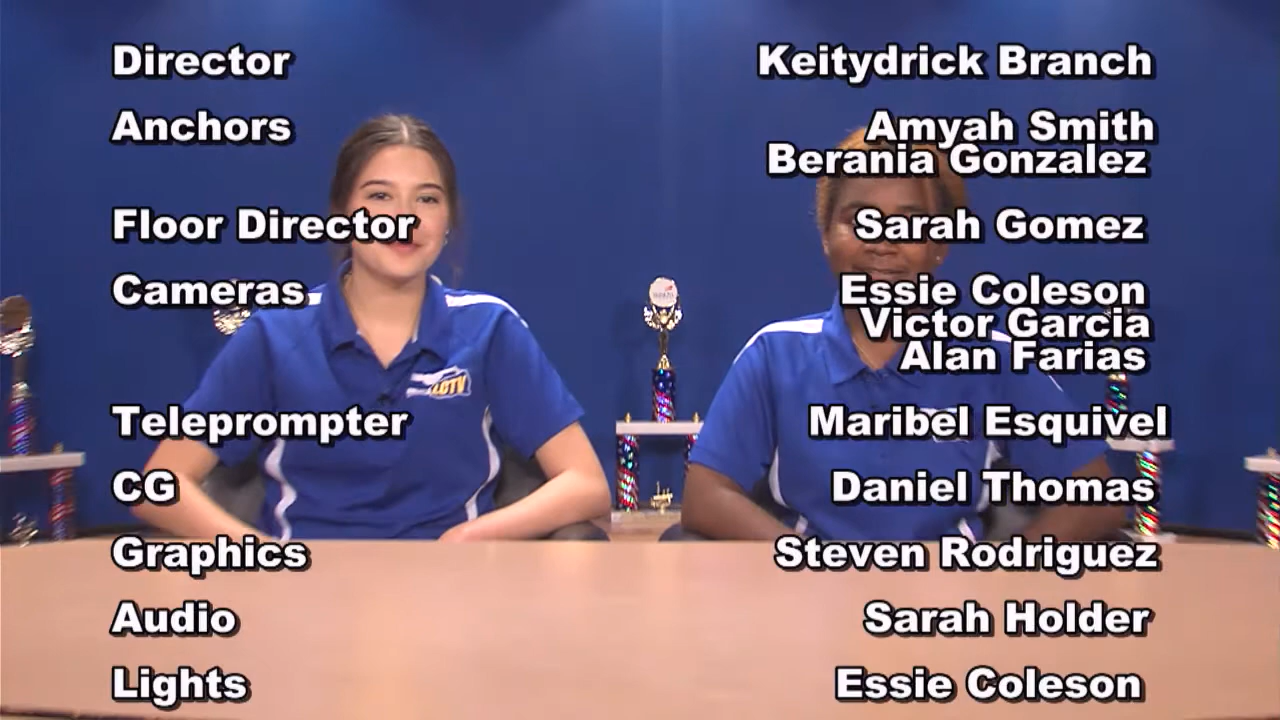 Director Keitydrick Branch
Anchors Amyah Smith
Berania Gonzalez
Floor Director Sarah Gomez
Cameras Essie Coleson
Victor Garcia
Alan Farias
LCTV
Teleprompter Maribel Esquivel
CG Daniel Thomas
Graphics Steven Rodriguez
Audio Sarah Holder
Lights Essie Coleson